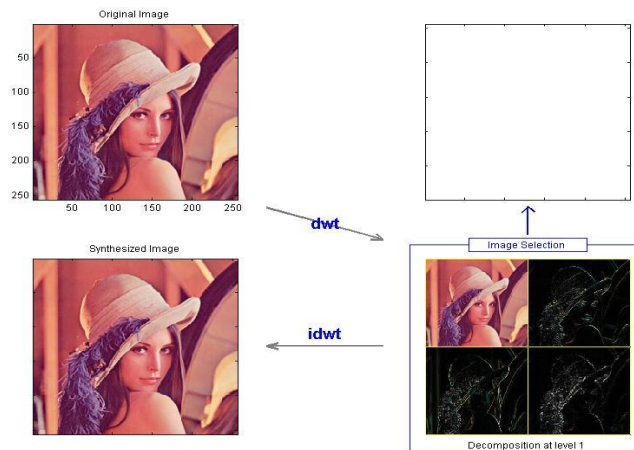 Original Image
50
100
150
200
250
50 100 150 200 250
dwt
Synthesized Image
Image Selection
idwt
Decomposition at level 1